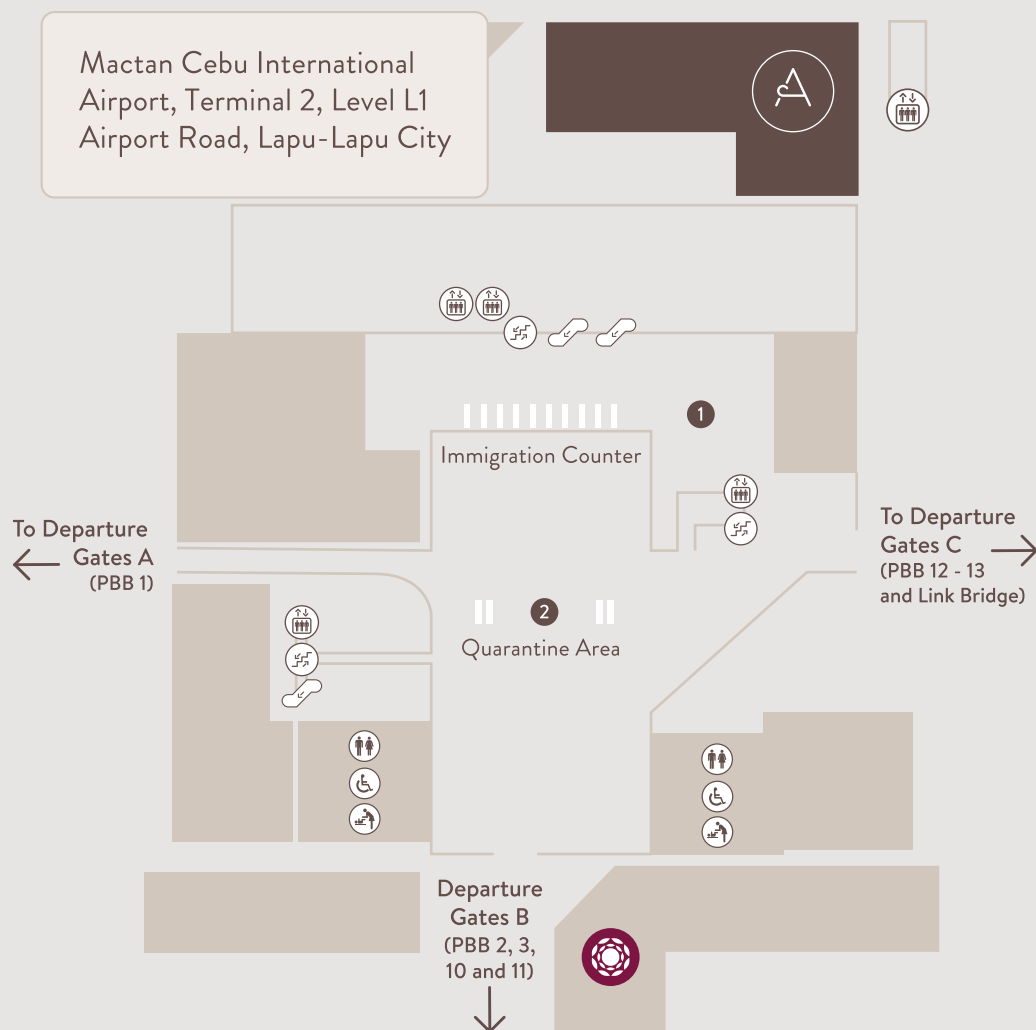 Mactan Cebu International
Airport, Terminal 2, Level L1
Airport Road, Lapu-Lapu City
1
Immigration Counter
To Departure
Gates A
(PBB 1)
To Departure
Gates C
(PBB 12 - 13
and Link Bridge)
2
Quarantine Area
Departure
Gates B
(PBB 2, 3,
10 and 11)